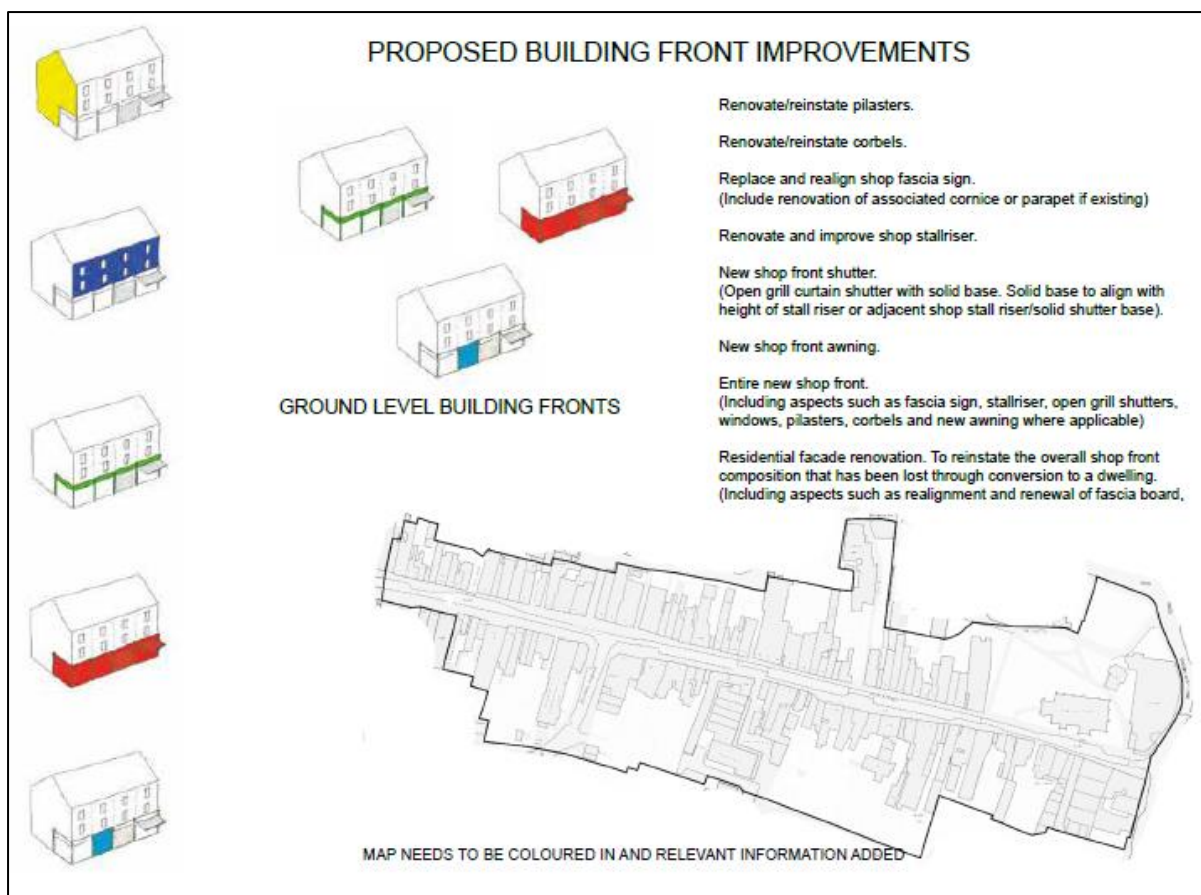 PROPOSED BUILDING FRONT IMPROVEMENTS
Renovate/reinstate pilasters.
Renovate/reinstate corbels.
Replace and realign shop fascia sign.
(Include renovation of associated cornice or parapet if existing)
Renovate and improve shop stallriser.
New shop front shutter.
(Open grill curtain shutter with solid base. Solid base to align with
height of stall riser or adjacent shop stall riser/solid shutter base).
New shop front awning.
Entire new shop front.
(Including aspects such as fascia sign, stallriser, open grill shutters,
windows, pilasters, corbels and new awning where applicable)
Residential facade renovation. To reinstate the overall shop front
composition that has been lost through conversion to a dwelling.
(Including aspects such as realignment and renewal of fascia board,
GROUND LEVEL BUILDING FRONTS
MAP NEEDS TO BE COLOURED IN AND RELEVANT INFORMATION ADDED